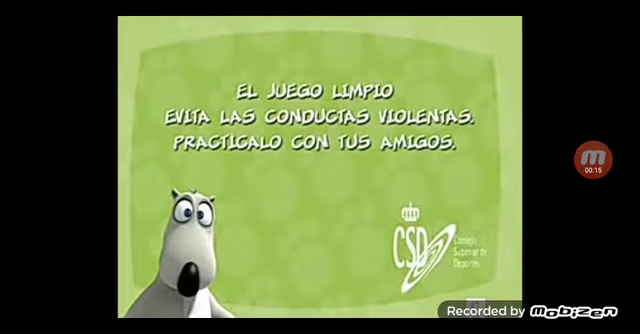 EL JUEGO LIMPIO
EVITA LAS CONDUCTAS VIOLENTAS.
PRACTICALO CON TUS AMIGOS.
CSD
Consejo
Superior de
Deportes
00:15
Recorded by mobizen